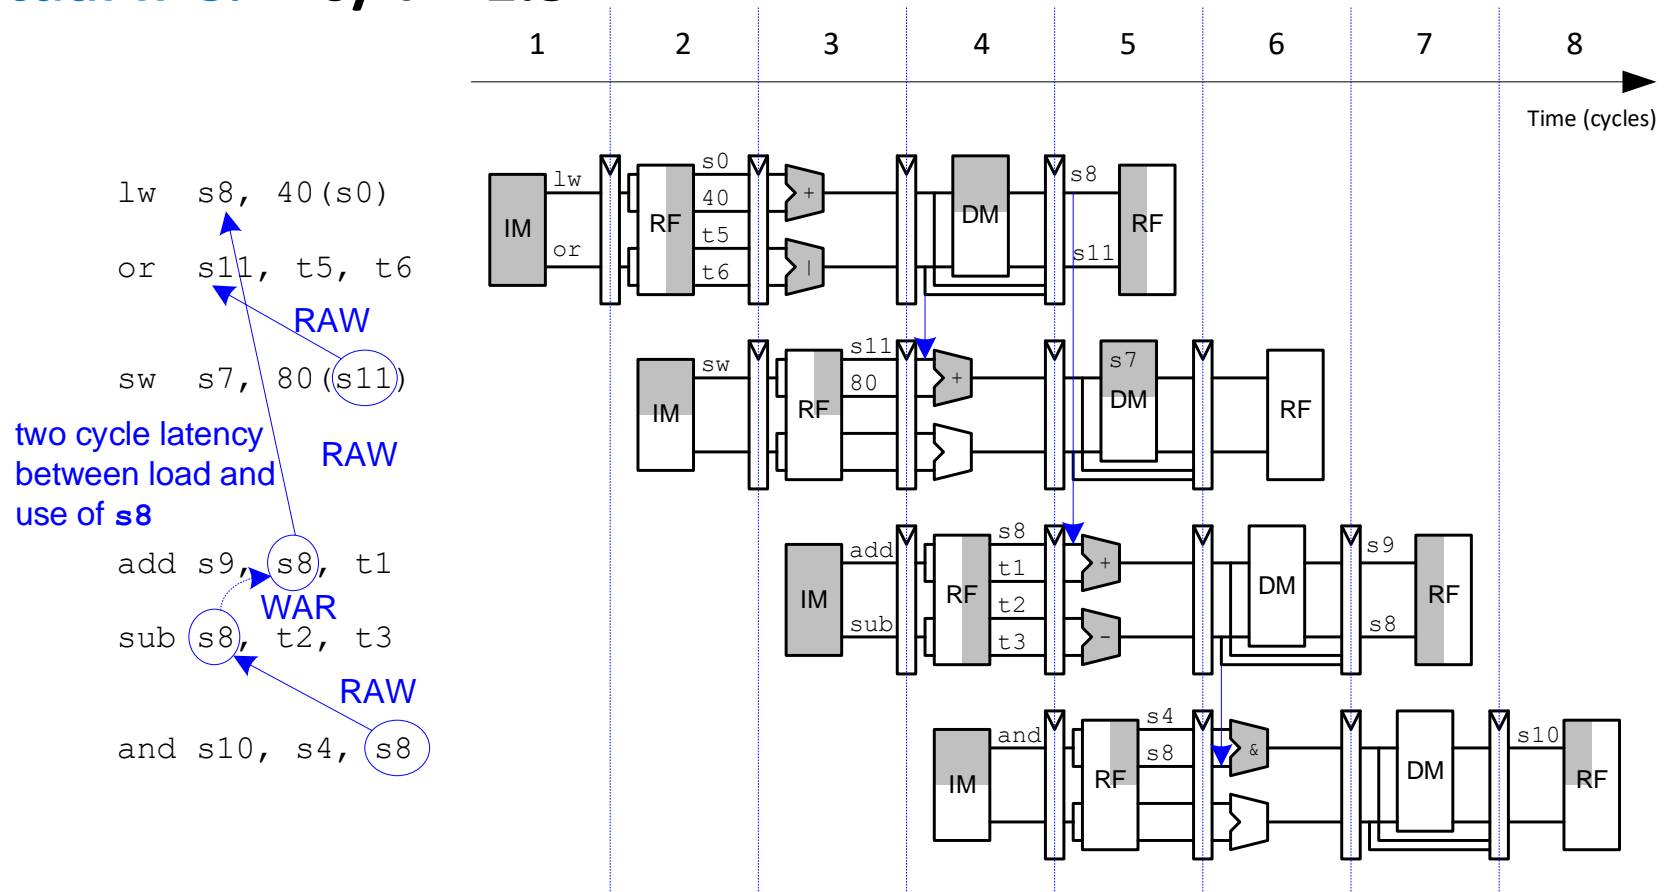 1 2 3 4 5 6 7 8
Time (cycles)
lw s8, 40(s0)
or s11, t5, t6
RAW
sw s7, 80(s11)
two cycle latency
between load and
use of s8
RAW
add s9, s8, t1
WAR
sub s8, t2, t3
RAW
and s10, s4, s8
IM
lw
or
RF
s0
40
t5
t6
+
|
DM
s8
s11
RF
IM
sw
RF
s11
80
+
s7
DM
RF
IM
add
sub
RF
s8
t1
t2
t3
+
-
DM
s9
s8
RF
IM
and
RF
s4
s8
&
DM
s10
RF